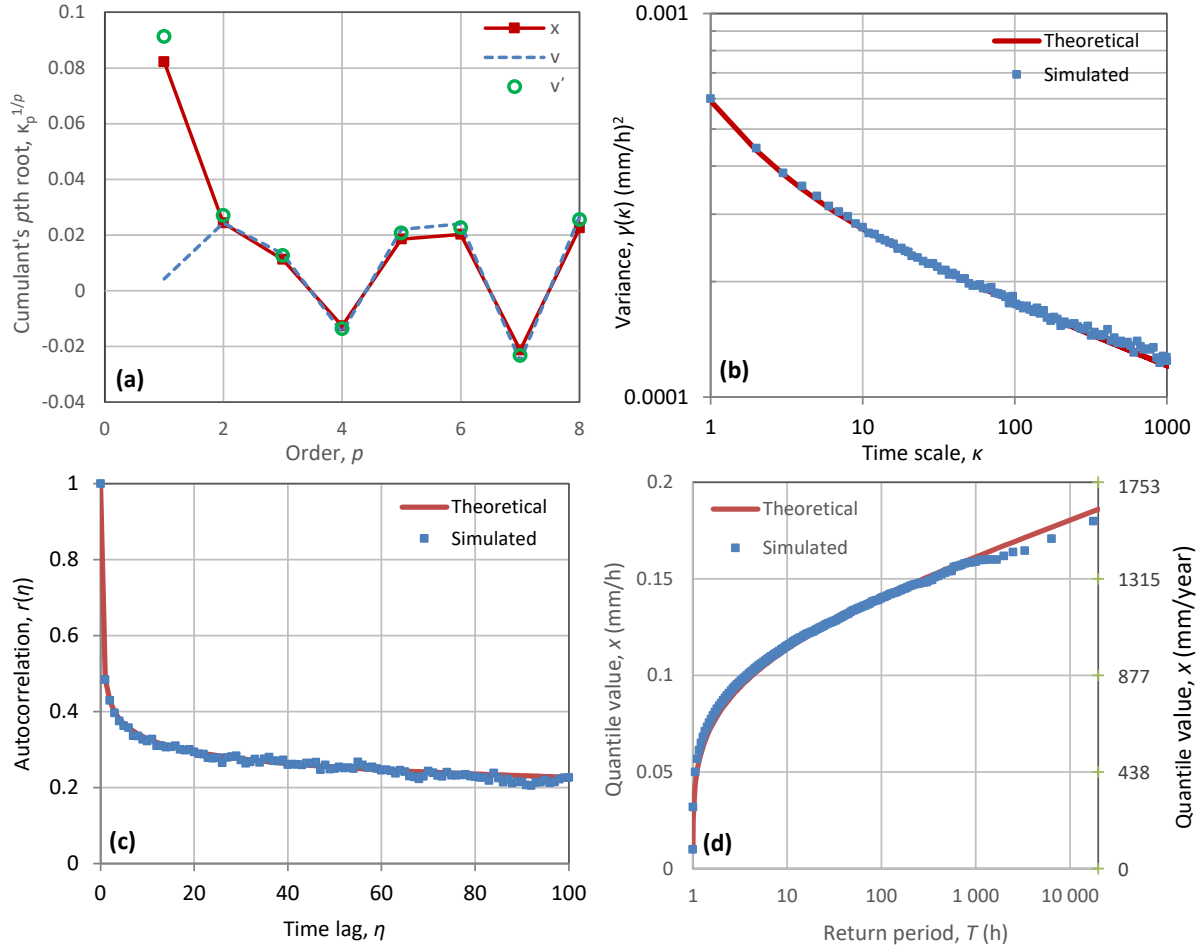 0.1
0.08
0.06
0.04
0.02
0
-0.02
-0.04
Cumulant's pth root, κp^1/p
x
v
v′
(a)
0
2
4
6
8
Order, p
0.001
0.0001
Variance, γ(κ) (mm/h)²
Theoretical
Simulated
(b)
1
10
100
1000
Time scale, κ
1
0.8
0.6
0.4
0.2
0
Autocorrelation, r(η)
Theoretical
Simulated
(c)
0
20
40
60
80
100
Time lag, η
0.2
0.15
0.1
0.05
0
Quantile value, x (mm/h)
Theoretical
Simulated
(d)
1
10
100
1 000
10 000
Return period, T (h)
1753
1315
877
438
0
Quantile value, x (mm/year)